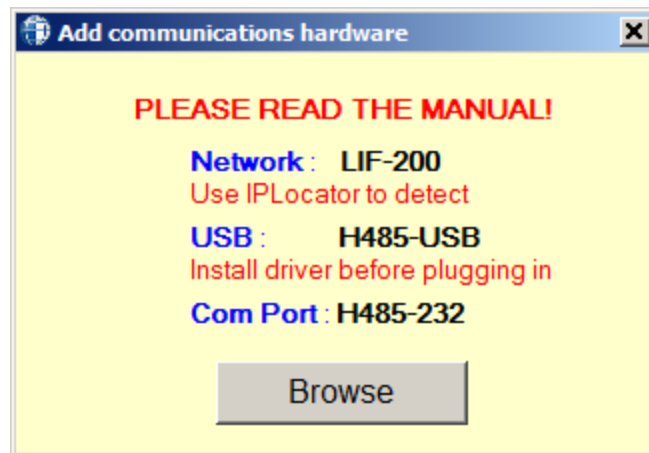 Add communications hardware
PLEASE READ THE MANUAL!
Network : LIF-200
Use IPLocator to detect
USB : H485-USB
Install driver before plugging in
Com Port : H485-232
Browse